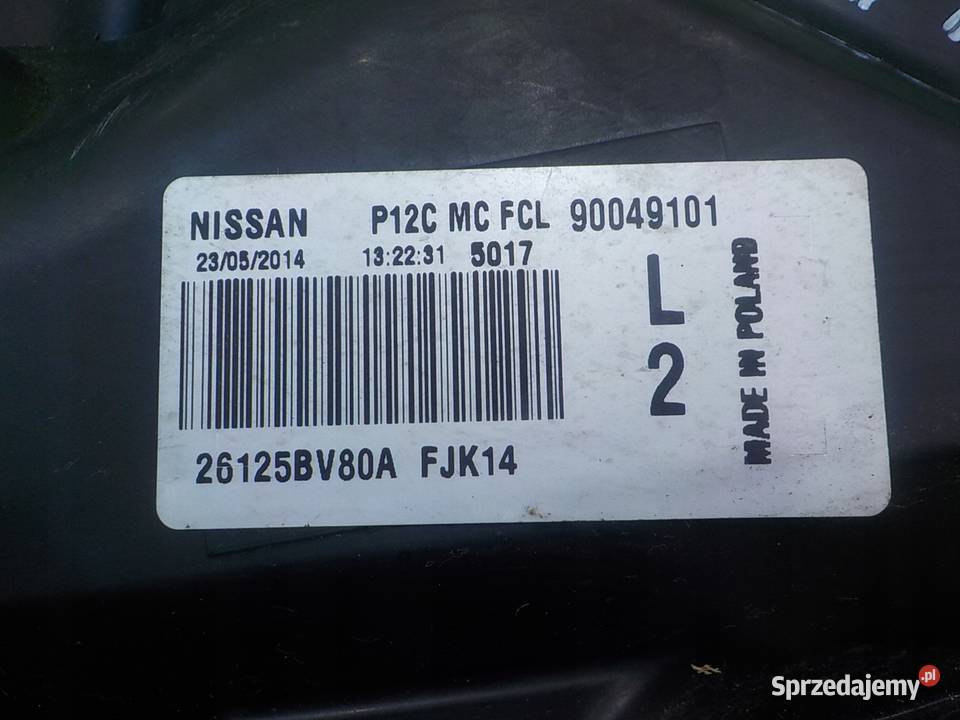 NISSAN P12C MC FCL 90049101
23/05/2014 13:22:31 5017
L
2
MADE IN POLAND
26125BV80A FJK14
Sprzedajemy.pl